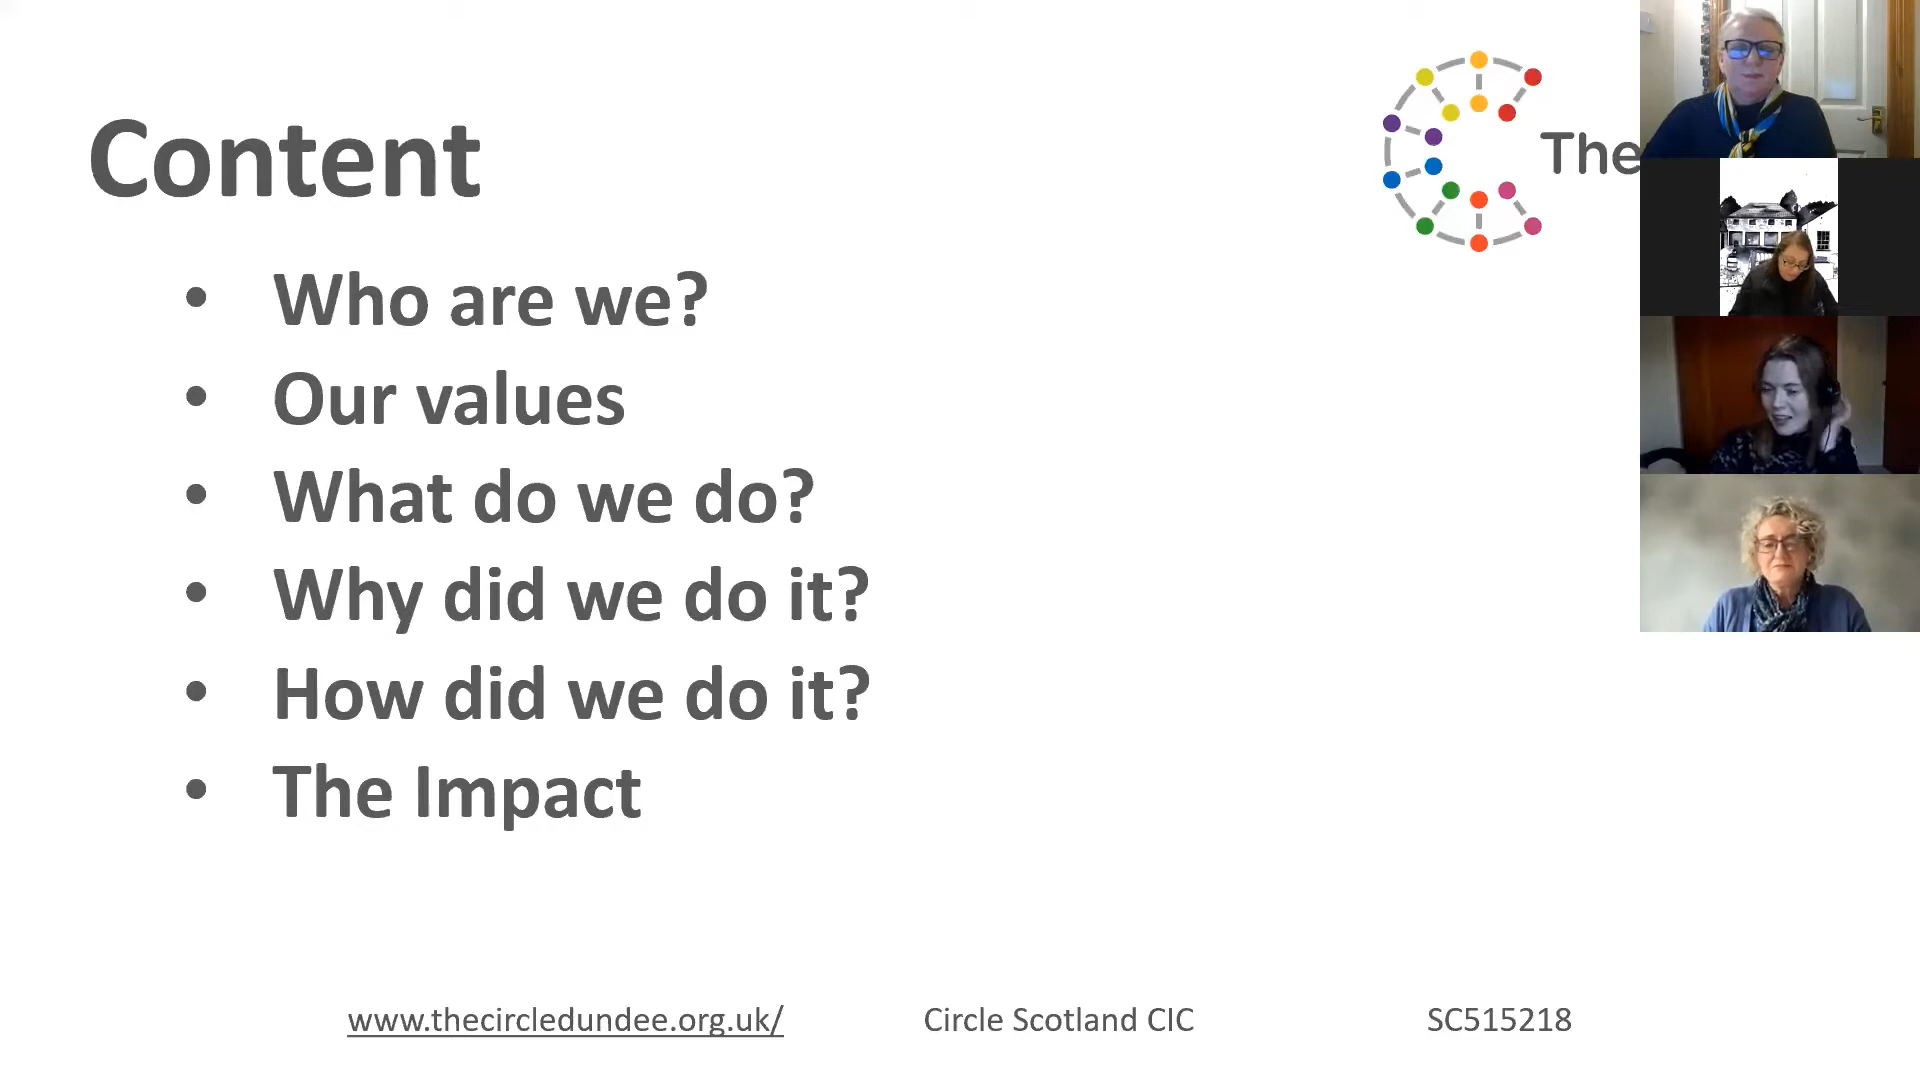 Content
The
• Who are we?
• Our values
• What do we do?
• Why did we do it?
• How did we do it?
• The Impact
www.thecircledundee.org.uk/ Circle Scotland CIC SC515218